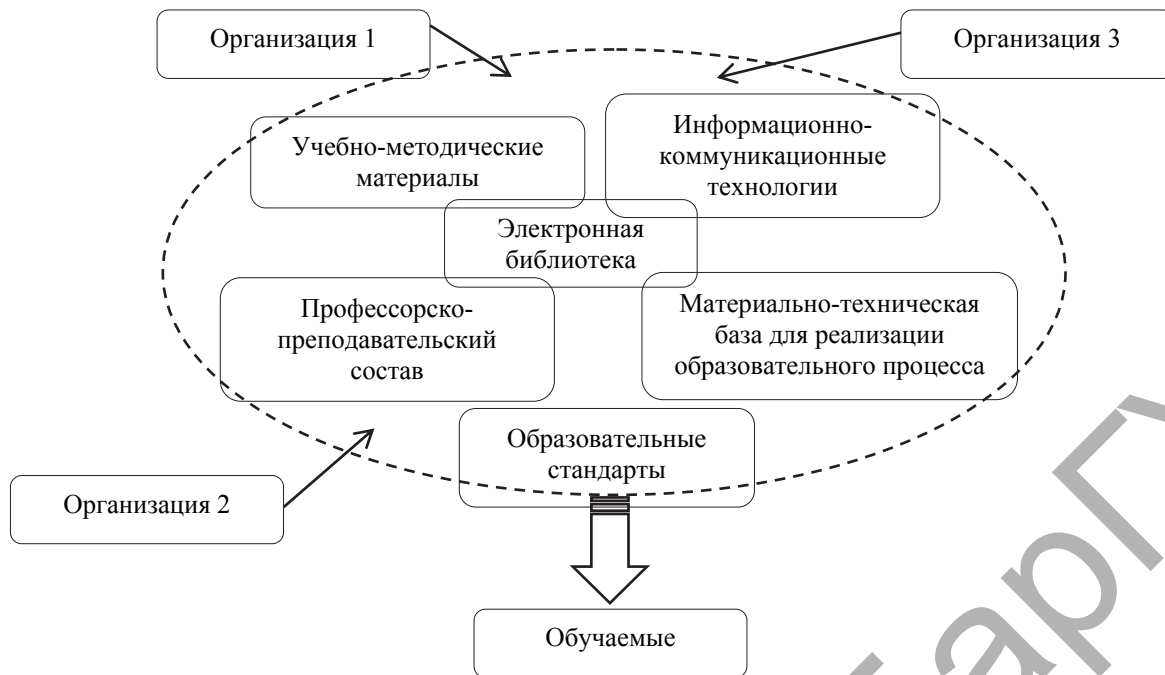 Организация 1
Организация 3
Учебно-методические
материалы
Информационно-
коммуникационные
технологии
Электронная
библиотека
Профессорско-
преподавательский
состав
Материально-техническая
база для реализации
образовательного процесса
Образовательные
стандарты
Организация 2
Обучаемые